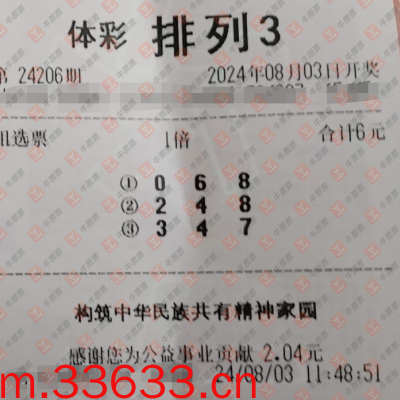 体彩 排列3
第 24206期 2024年08月03日开奖
组选票 1倍 合计6元
① 0 6 8
② 2 4 8
③ 3 4 7
构筑中华民族共有精神家园
感谢您为公益事业贡献 2.04元
24/08/03 11:48:51
m.33633.cn